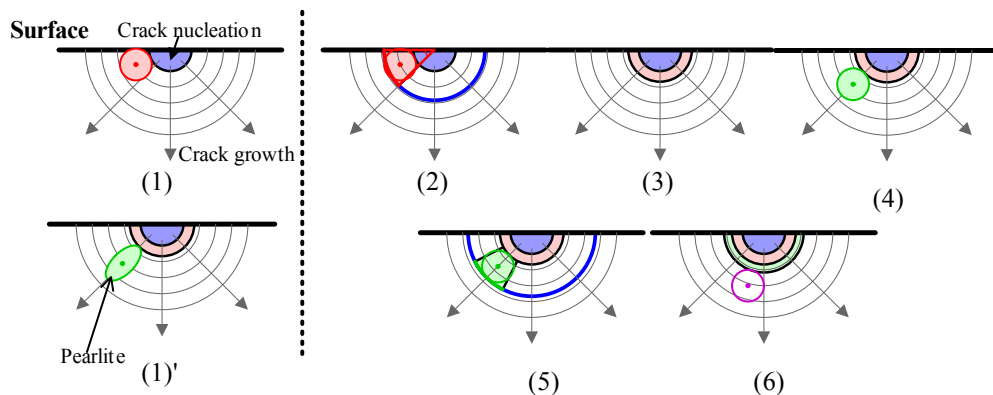 Surface
Crack nucleation
Crack growth
(1)
(2)
(3)
(4)
Pearlite
(1)'
(5)
(6)